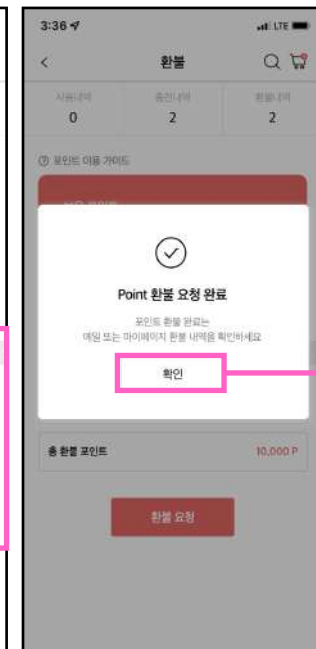 3:36
LTE
환불
사용내역 충전내역 환불내역
0 2 2
포인트 이용 가이드
Point 환불 요청 완료
포인트 환불 완료는
메일 또는 마이페이지 환불 내역을 확인하세요
확인
총 환불 포인트 10,000 P
환불 요청